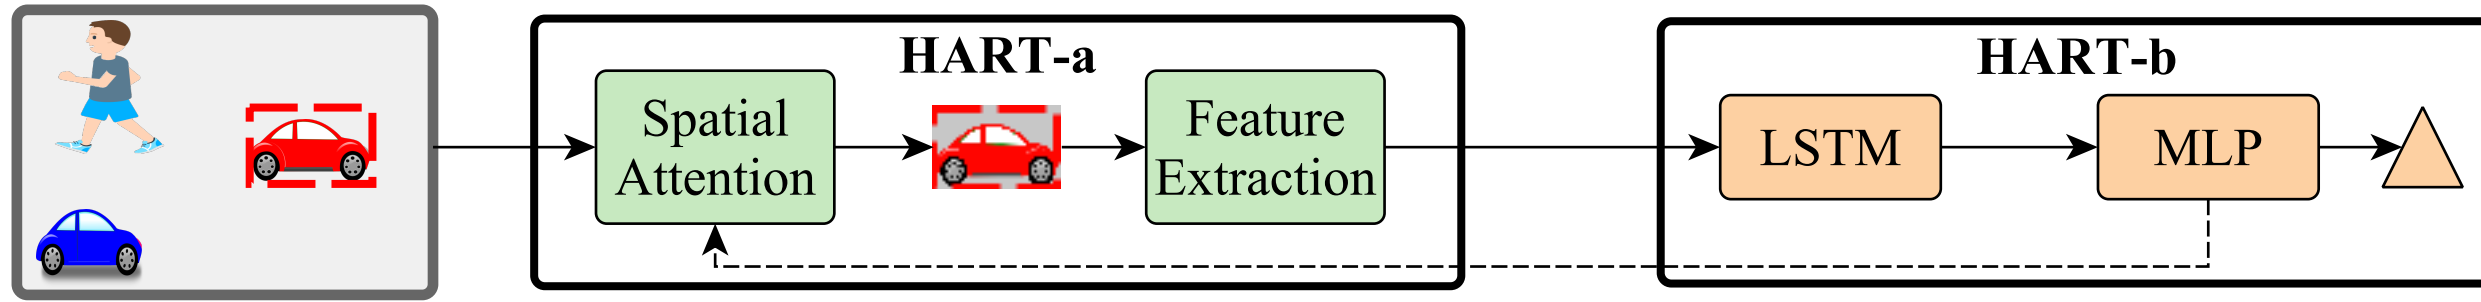 HART-a
Spatial
Attention
Feature
Extraction
HART-b
LSTM
MLP